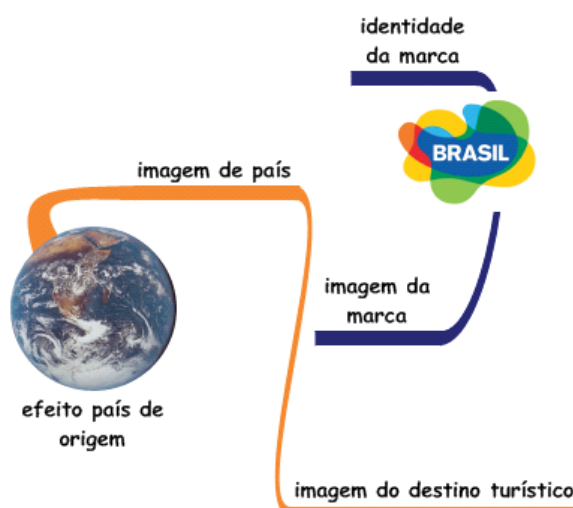 identidade
da marca
BRASIL
imagem de país
imagem da
marca
efeito país de
origem
imagem do destino turístico